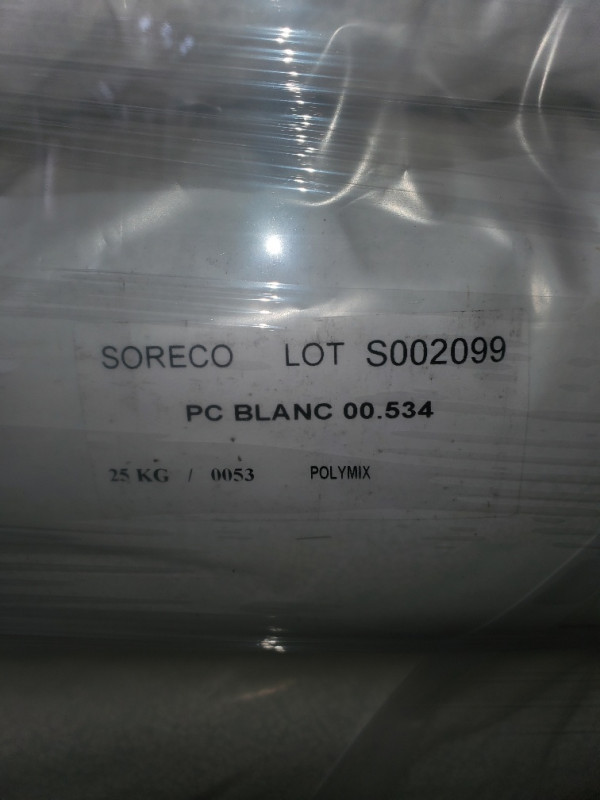 SORECO LOT S002099
PC BLANC 00.534
25 KG / 0053 POLYMIX